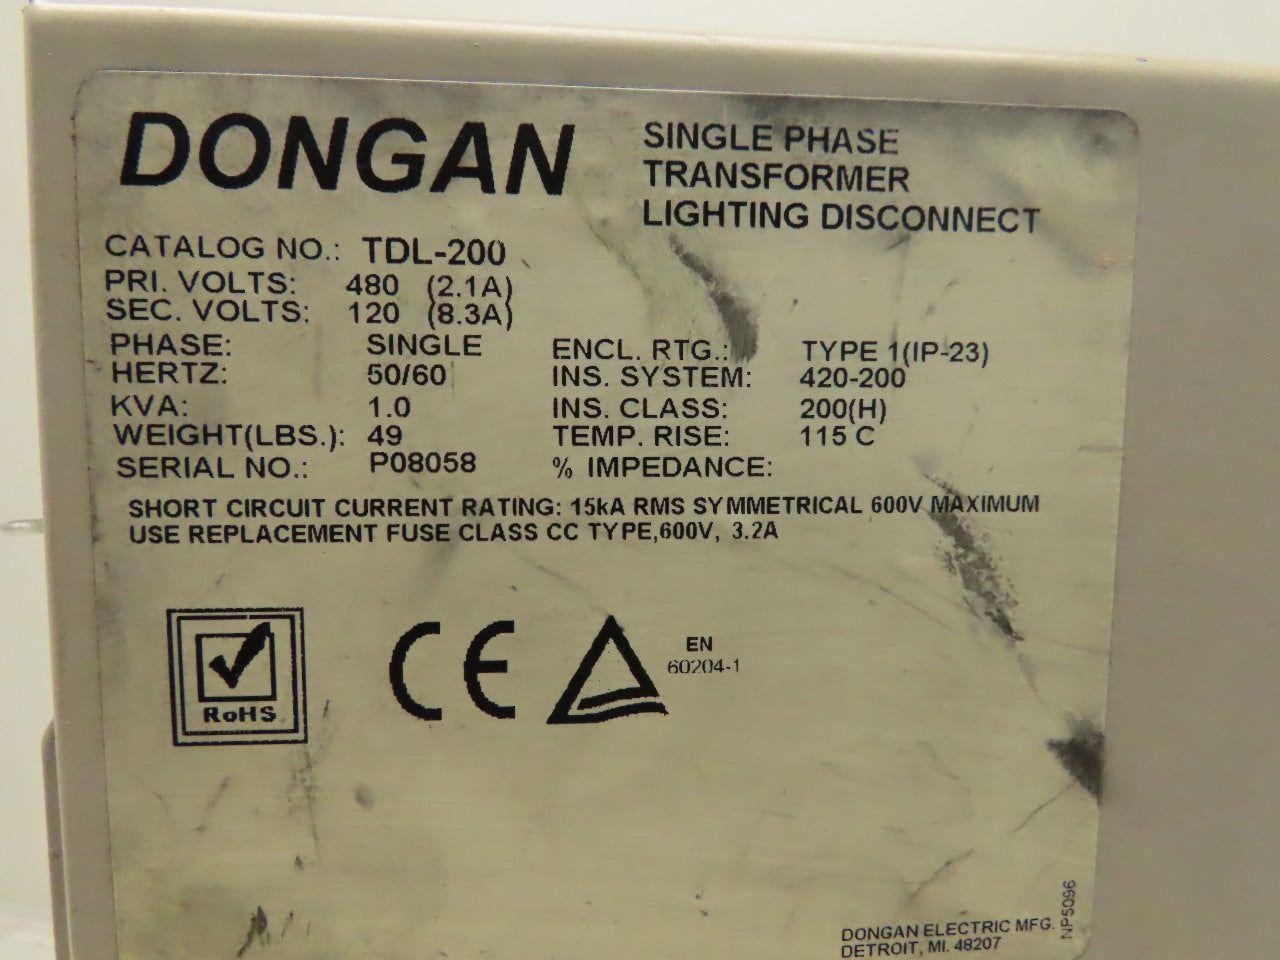 DONGAN
SINGLE PHASE
TRANSFORMER
LIGHTING DISCONNECT
CATALOG NO.: TDL-200
PRI. VOLTS: 480 (2.1A)
SEC. VOLTS: 120 (8.3A)
PHASE: SINGLE
HERTZ: 50/60
KVA: 1.0
WEIGHT(LBS.): 49
SERIAL NO.: P08058
ENCL. RTG.: TYPE 1(IP-23)
INS. SYSTEM: 420-200
INS. CLASS: 200(H)
TEMP. RISE: 115 C
% IMPEDANCE:
SHORT CIRCUIT CURRENT RATING: 15kA RMS SYMMETRICAL 600V MAXIMUM
USE REPLACEMENT FUSE CLASS CC TYPE,600V, 3.2A
RoHS
CE
EN
60204-1
DONGAN ELECTRIC MFG.
DETROIT, MI. 48207
NP5096